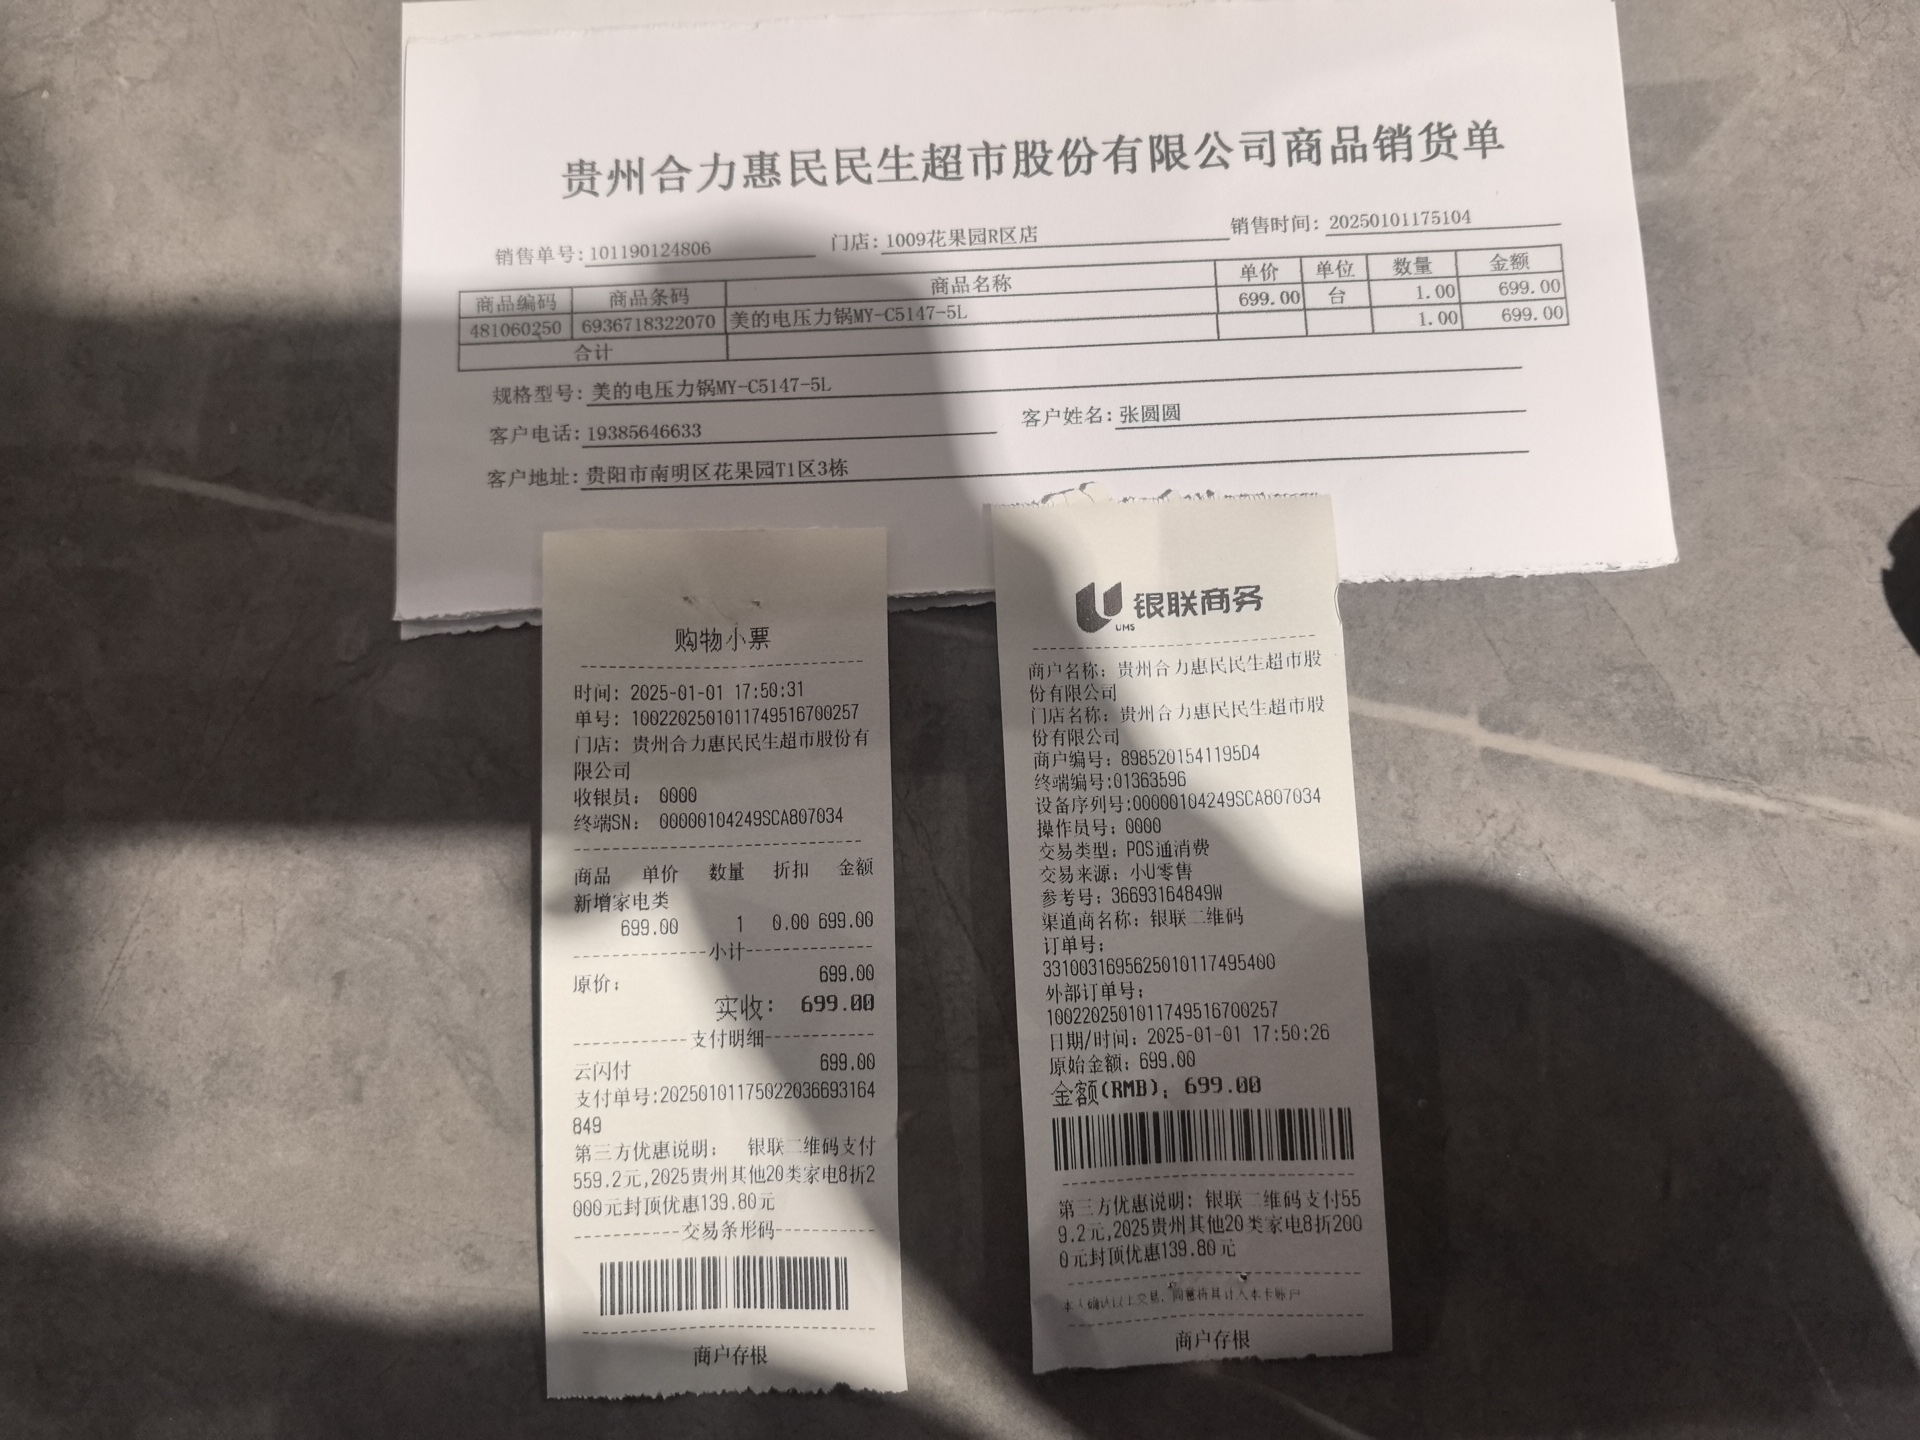 贵州合力惠民民生超市股份有限公司商品销货单
销售单号: 101190124806 门店: 1009花果园R区店 销售时间: 20250101175104
商品编码 商品条码 商品名称 单价 单位 数量 金额
481060250 6936718322070 美的电压力锅MY-C5147-5L 699.00 台 1.00 699.00
合计 1.00 699.00
规格型号: 美的电压力锅MY-C5147-5L
客户电话: 19385646633 客户姓名: 张圆圆
客户地址: 贵阳市南明区花果园T1区3栋
购物小票
时间: 2025-01-01 17:50:31
单号: 10022025010117495167​00257
门店: 贵州合力惠民民生超市股份有
限公司
收银员: 0000
终端SN: 00000104249SCA807034
商品 单价 数量 折扣 金额
新增家电类
699.00 1 0.00 699.00
小计
原价: 699.00
实收: 699.00
支付明细
云闪付 699.00
支付单号:20250101175022036693164
849
第三方优惠说明: 银联二维码支付
559.2元,2025贵州其他20类家电8折2
000元封顶优惠139.80元
交易条形码
商户存根
银联商务
UMS
商户名称: 贵州合力惠民民生超市股
份有限公司
门店名称: 贵州合力惠民民生超市股
份有限公司
商户编号: 8985201541195D4
终端编号:01363596
设备序列号:00000104249SCA807034
操作员号: 0000
交易类型: POS通消费
交易来源: 小U零售
参考号: 36693164849W
渠道商名称: 银联二维码
订单号:
3310031695625010117495400
外部订单号:
1002202501011749516700257
日期/时间: 2025-01-01 17:50:26
原始金额: 699.00
金额(RMB): 699.00
第三方优惠说明: 银联二维码支付55
9.2元,2025贵州其他20类家电8折200
0元封顶优惠139.80元
本人确认以上交易, 同意将其计入本卡账户
商户存根